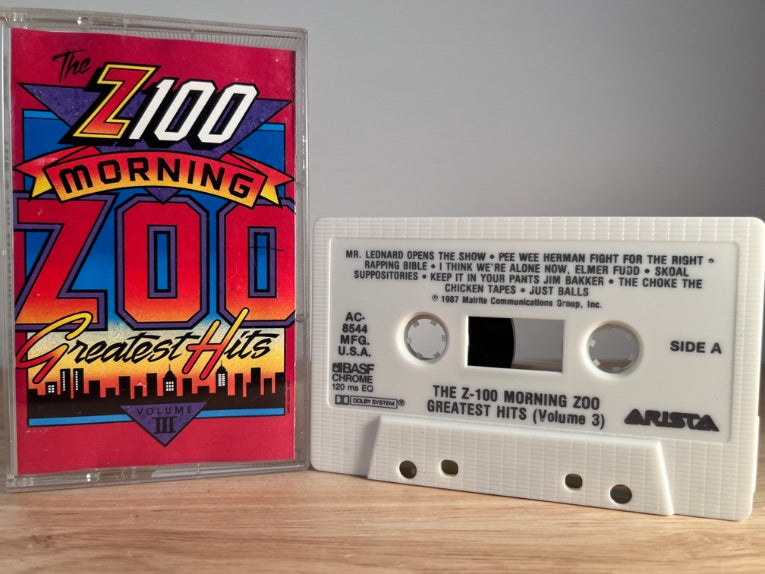 The
Z100
MORNING
ZOO
Greatest Hits
VOLUME
III
MR. LEONARD OPENS THE SHOW • PEE WEE HERMAN FIGHT FOR THE RIGHT •
RAPPING BIBLE • I THINK WE'RE ALONE NOW, ELMER FUDD • SKOAL
SUPPOSITORIES • KEEP IT IN YOUR PANTS JIM BAKKER • THE CHOKE THE
CHICKEN TAPES • JUST BALLS
℗ 1987 Malrite Communications Group, Inc.
AC-
8544
MFG.
U.S.A.
BASF
CHROME
120 ms EQ
DOLBY SYSTEM ®
SIDE A
THE Z-100 MORNING ZOO
GREATEST HITS (Volume 3)
ARISTA